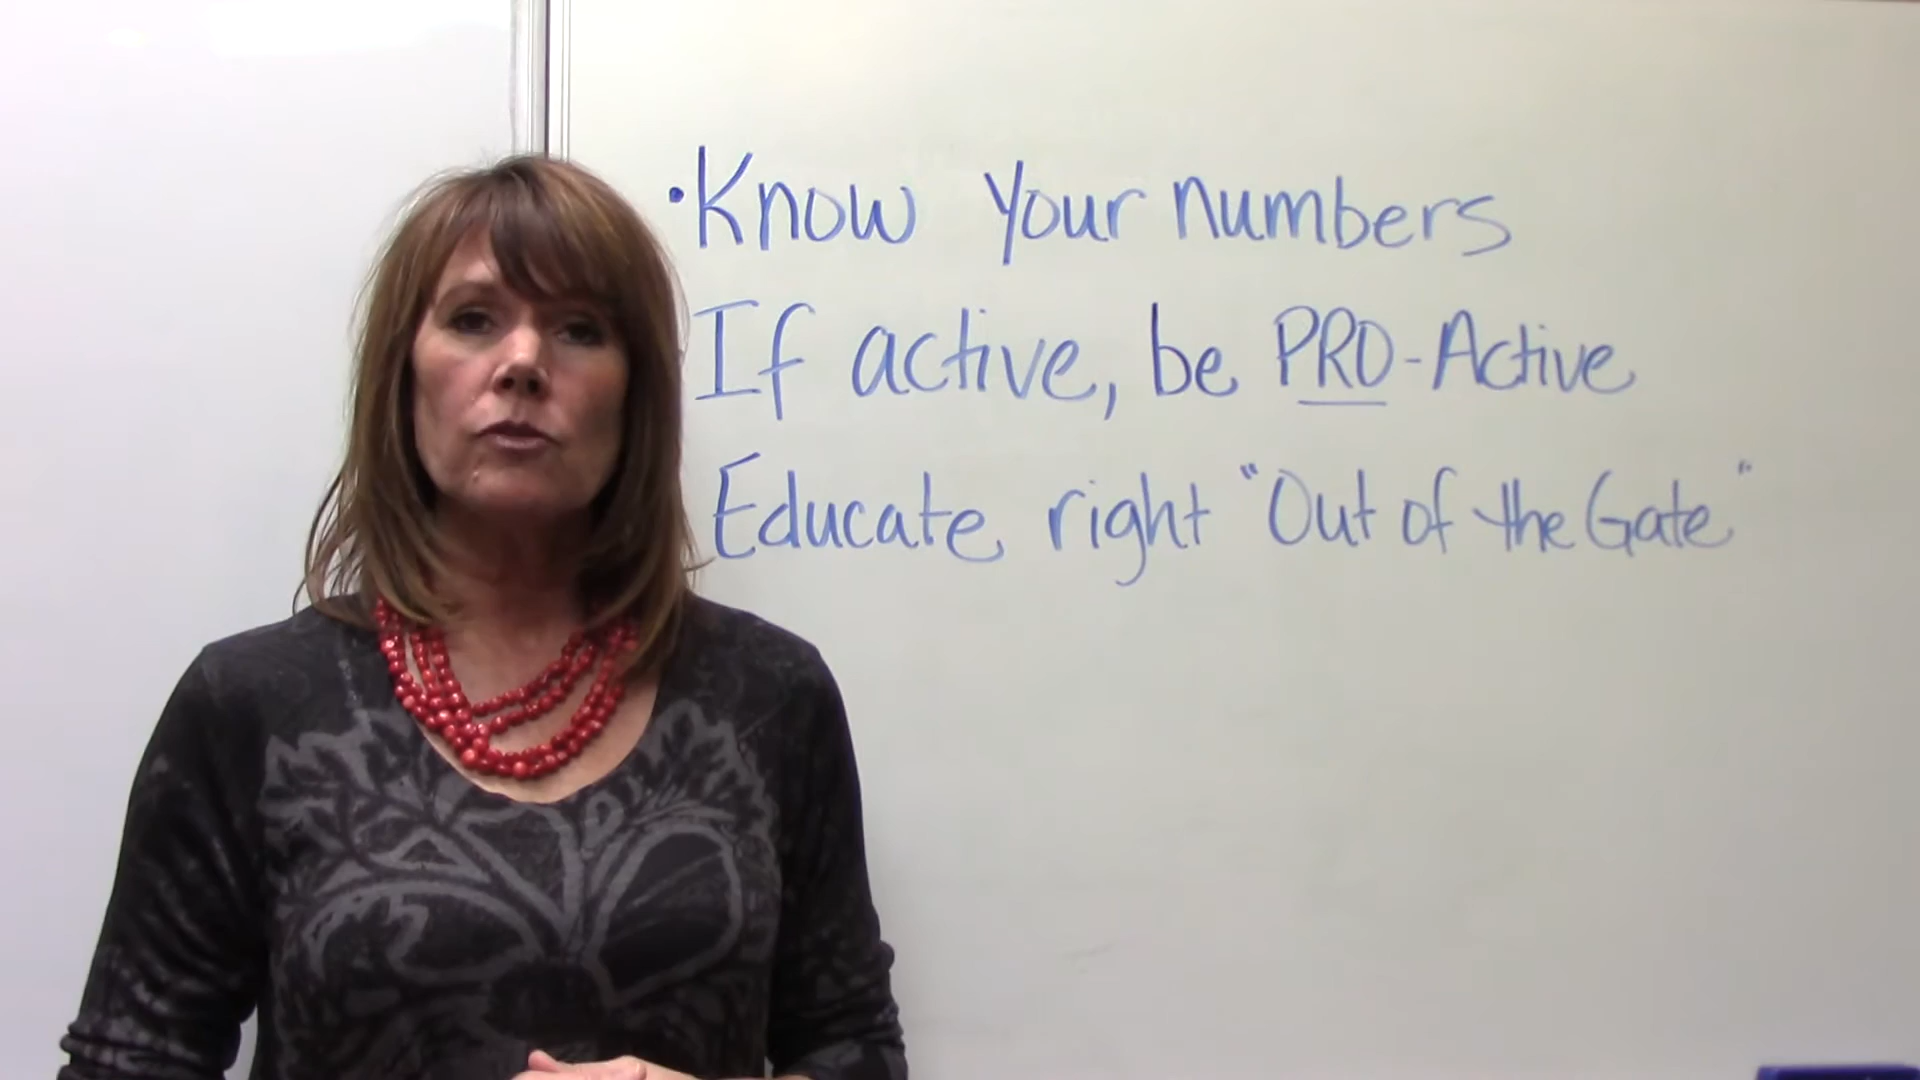 ·Know Your numbers
If active, be PRO-Active
Educate right "Out of the Gate"